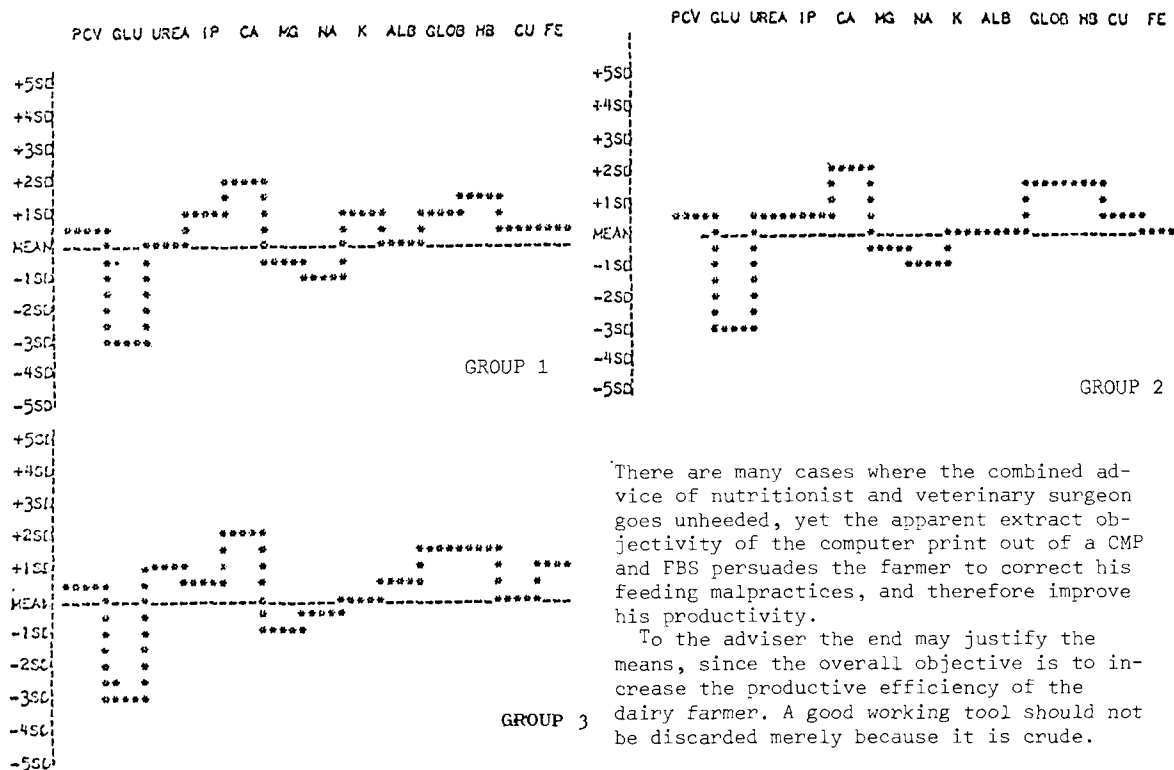 PCV GLU UREA IP CA MG NA K ALB GLOB HB CU FE
+5SD
+4SD
+3SD
+2SD
+1SD
MEAN
-1SD
-2SD
-3SD
-4SD
-5SD
GROUP 1
PCV GLU UREA IP CA MG NA K ALB GLOB HB CU FE
+5SD
+4SD
+3SD
+2SD
+1SD
MEAN
-1SD
-2SD
-3SD
-4SD
-5SD
GROUP 2
+5SD
+4SD
+3SD
+2SD
+1SD
MEAN
-1SD
-2SD
-3SD
-4SD
-5SD
GROUP 3
There are many cases where the combined ad-
vice of nutritionist and veterinary surgeon
goes unheeded, yet the apparent extract ob-
jectivity of the computer print out of a CMP
and FBS persuades the farmer to correct his
feeding malpractices, and therefore improve
his productivity.
To the adviser the end may justify the
means, since the overall objective is to in-
crease the productive efficiency of the
dairy farmer. A good working tool should not
be discarded merely because it is crude.